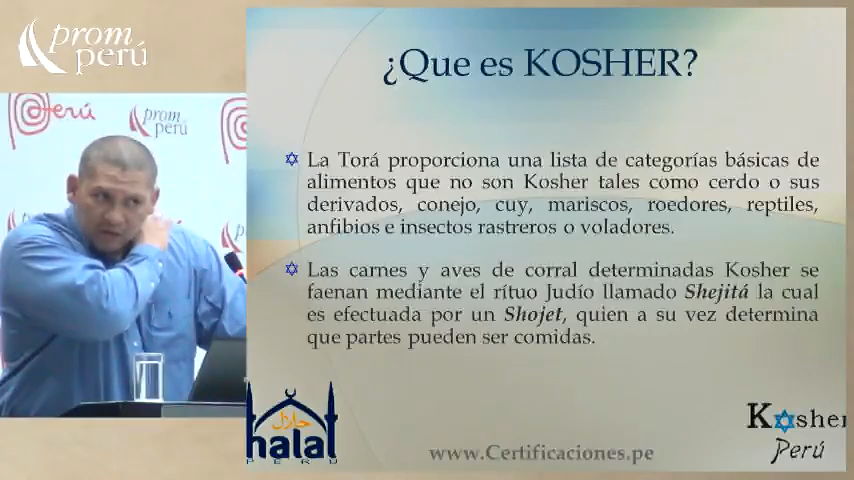 prom
perú
Perú
prom
perú
¿Que es KOSHER?
La Torá proporciona una lista de categorías básicas de
alimentos que no son Kosher tales como cerdo o sus
derivados, conejo, cuy, mariscos, roedores, reptiles,
anfibios e insectos rastreros o voladores.
Las carnes y aves de corral determinadas Kosher se
faenan mediante el rítuo Judío llamado Shejitá la cual
es efectuada por un Shojet, quien a su vez determina
que partes pueden ser comidas.
حلال
halal
PERU
www.Certificaciones.pe
Kosher
Perú